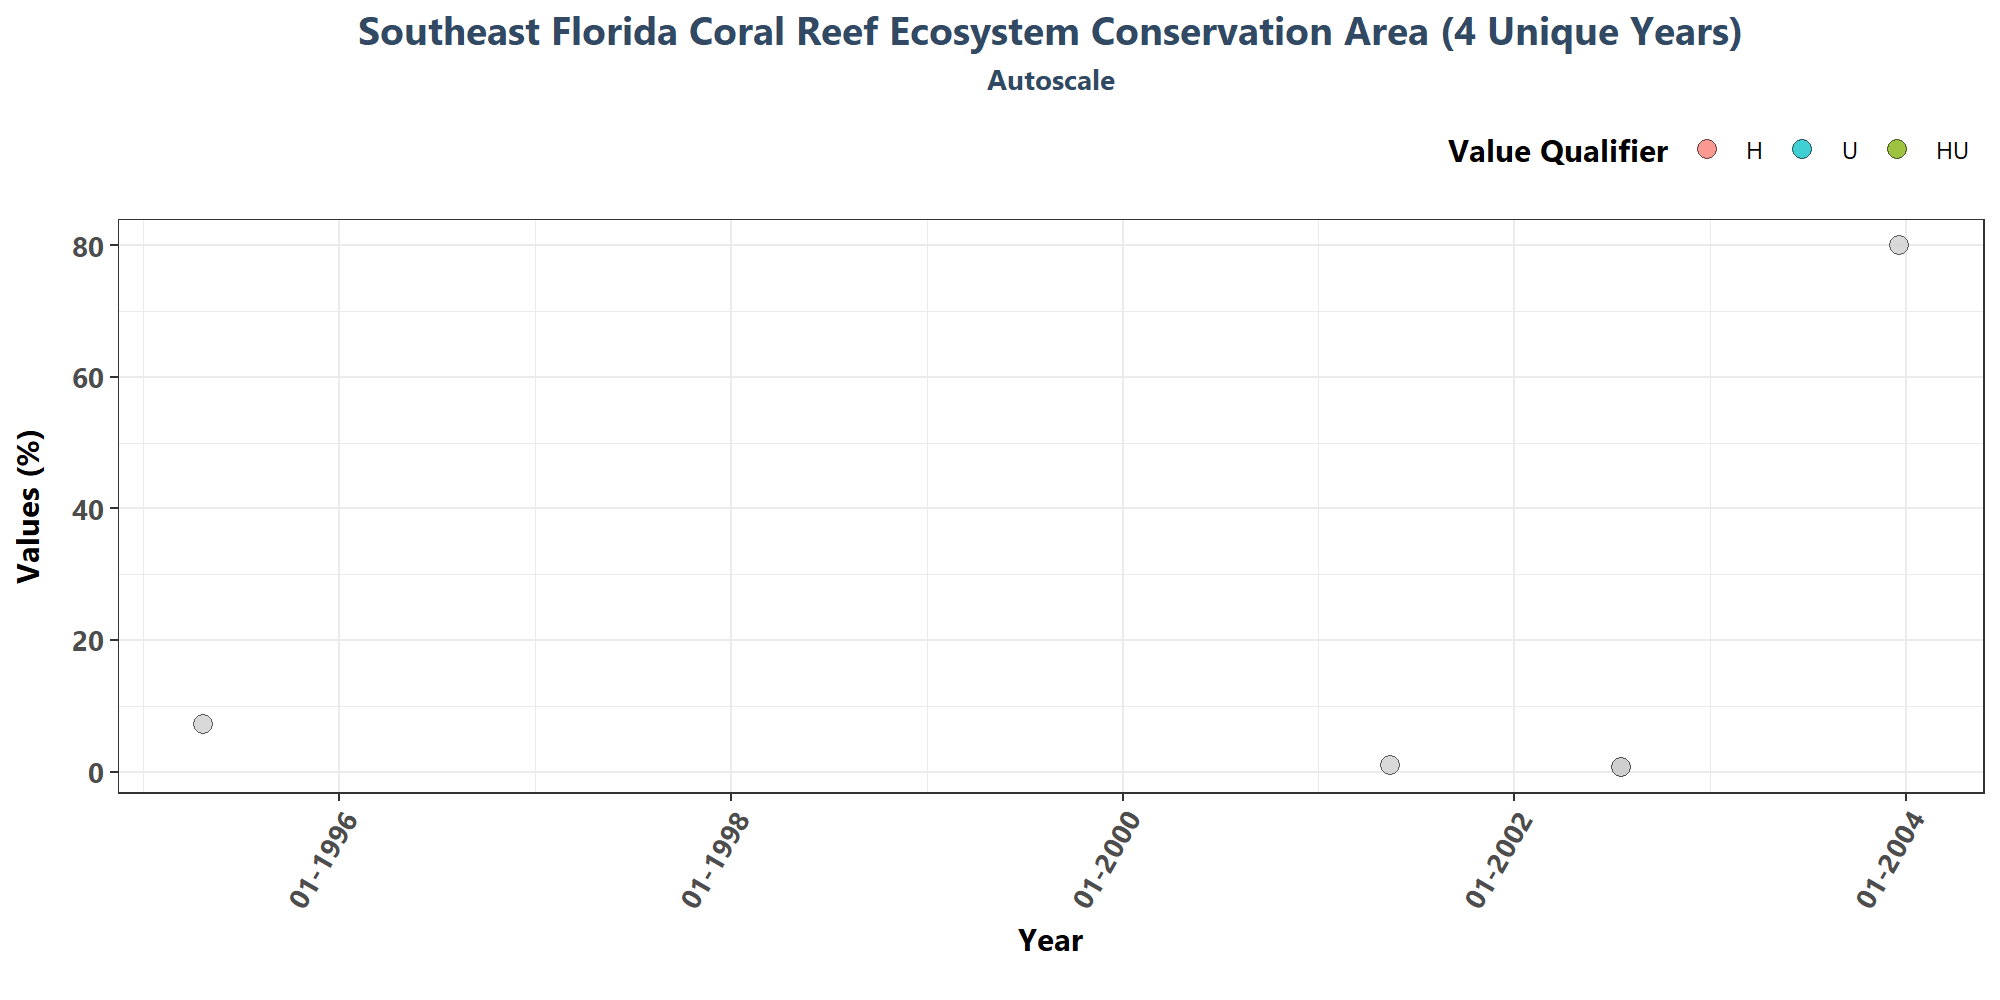 Southeast Florida Coral Reef Ecosystem Conservation Area (4 Unique Years)
Autoscale
Value Qualifier H U HU
80
60
40
20
0
Values (%)
01-1996 01-1998 01-2000 01-2002 01-2004
Year